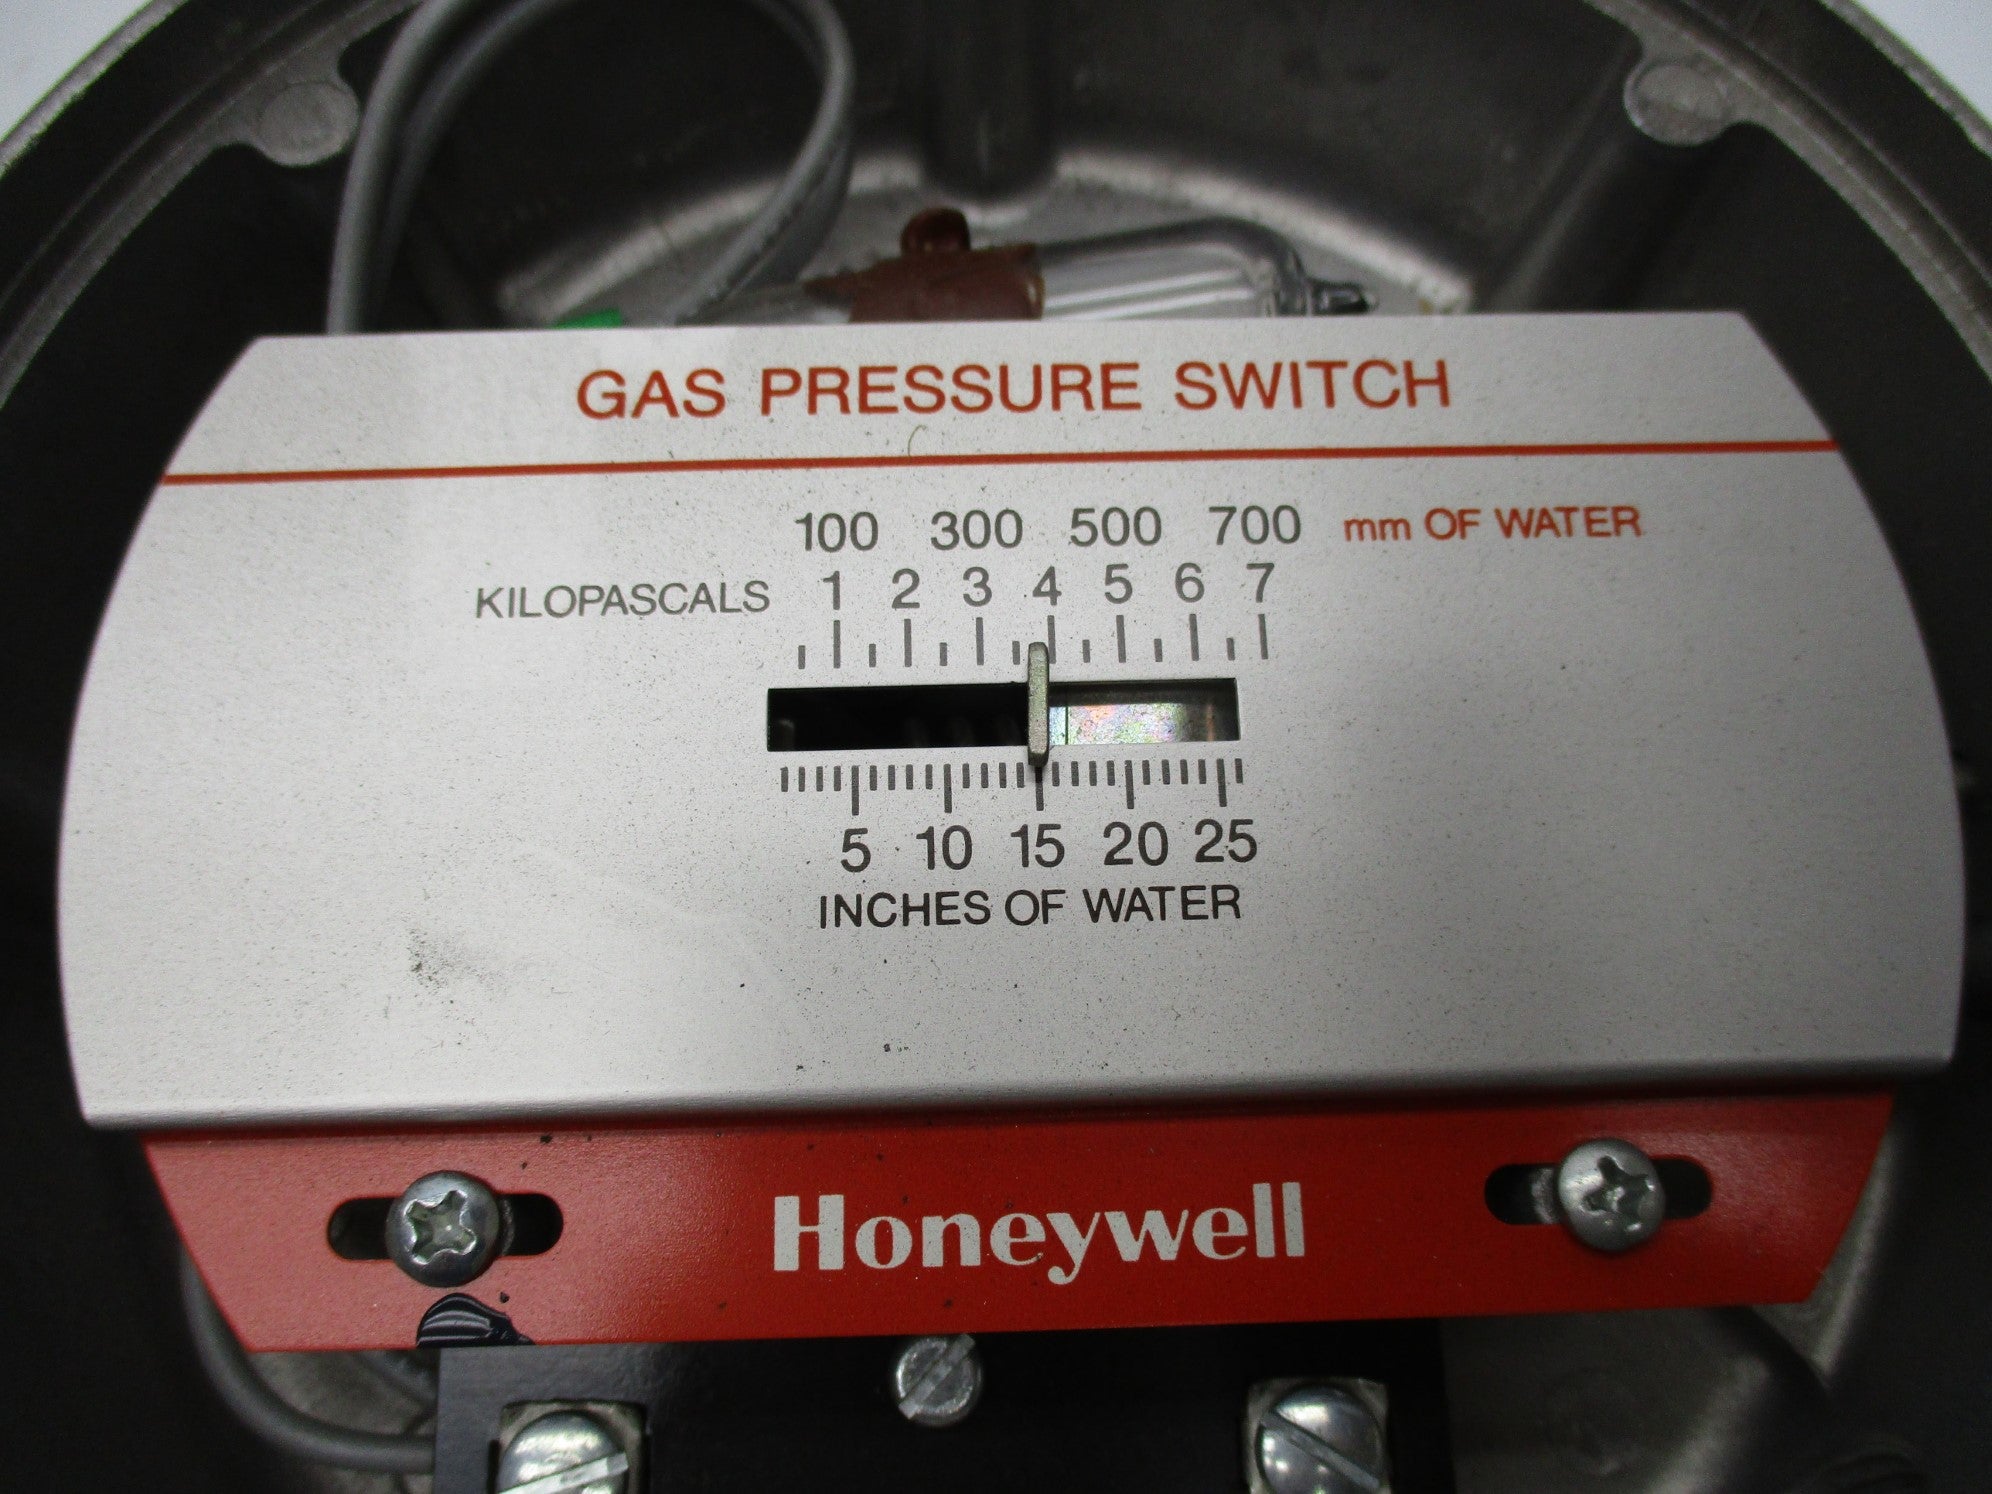 GAS PRESSURE SWITCH
100 300 500 700 mm OF WATER
KILOPASCALS 1 2 3 4 5 6 7
5 10 15 20 25
INCHES OF WATER
Honeywell